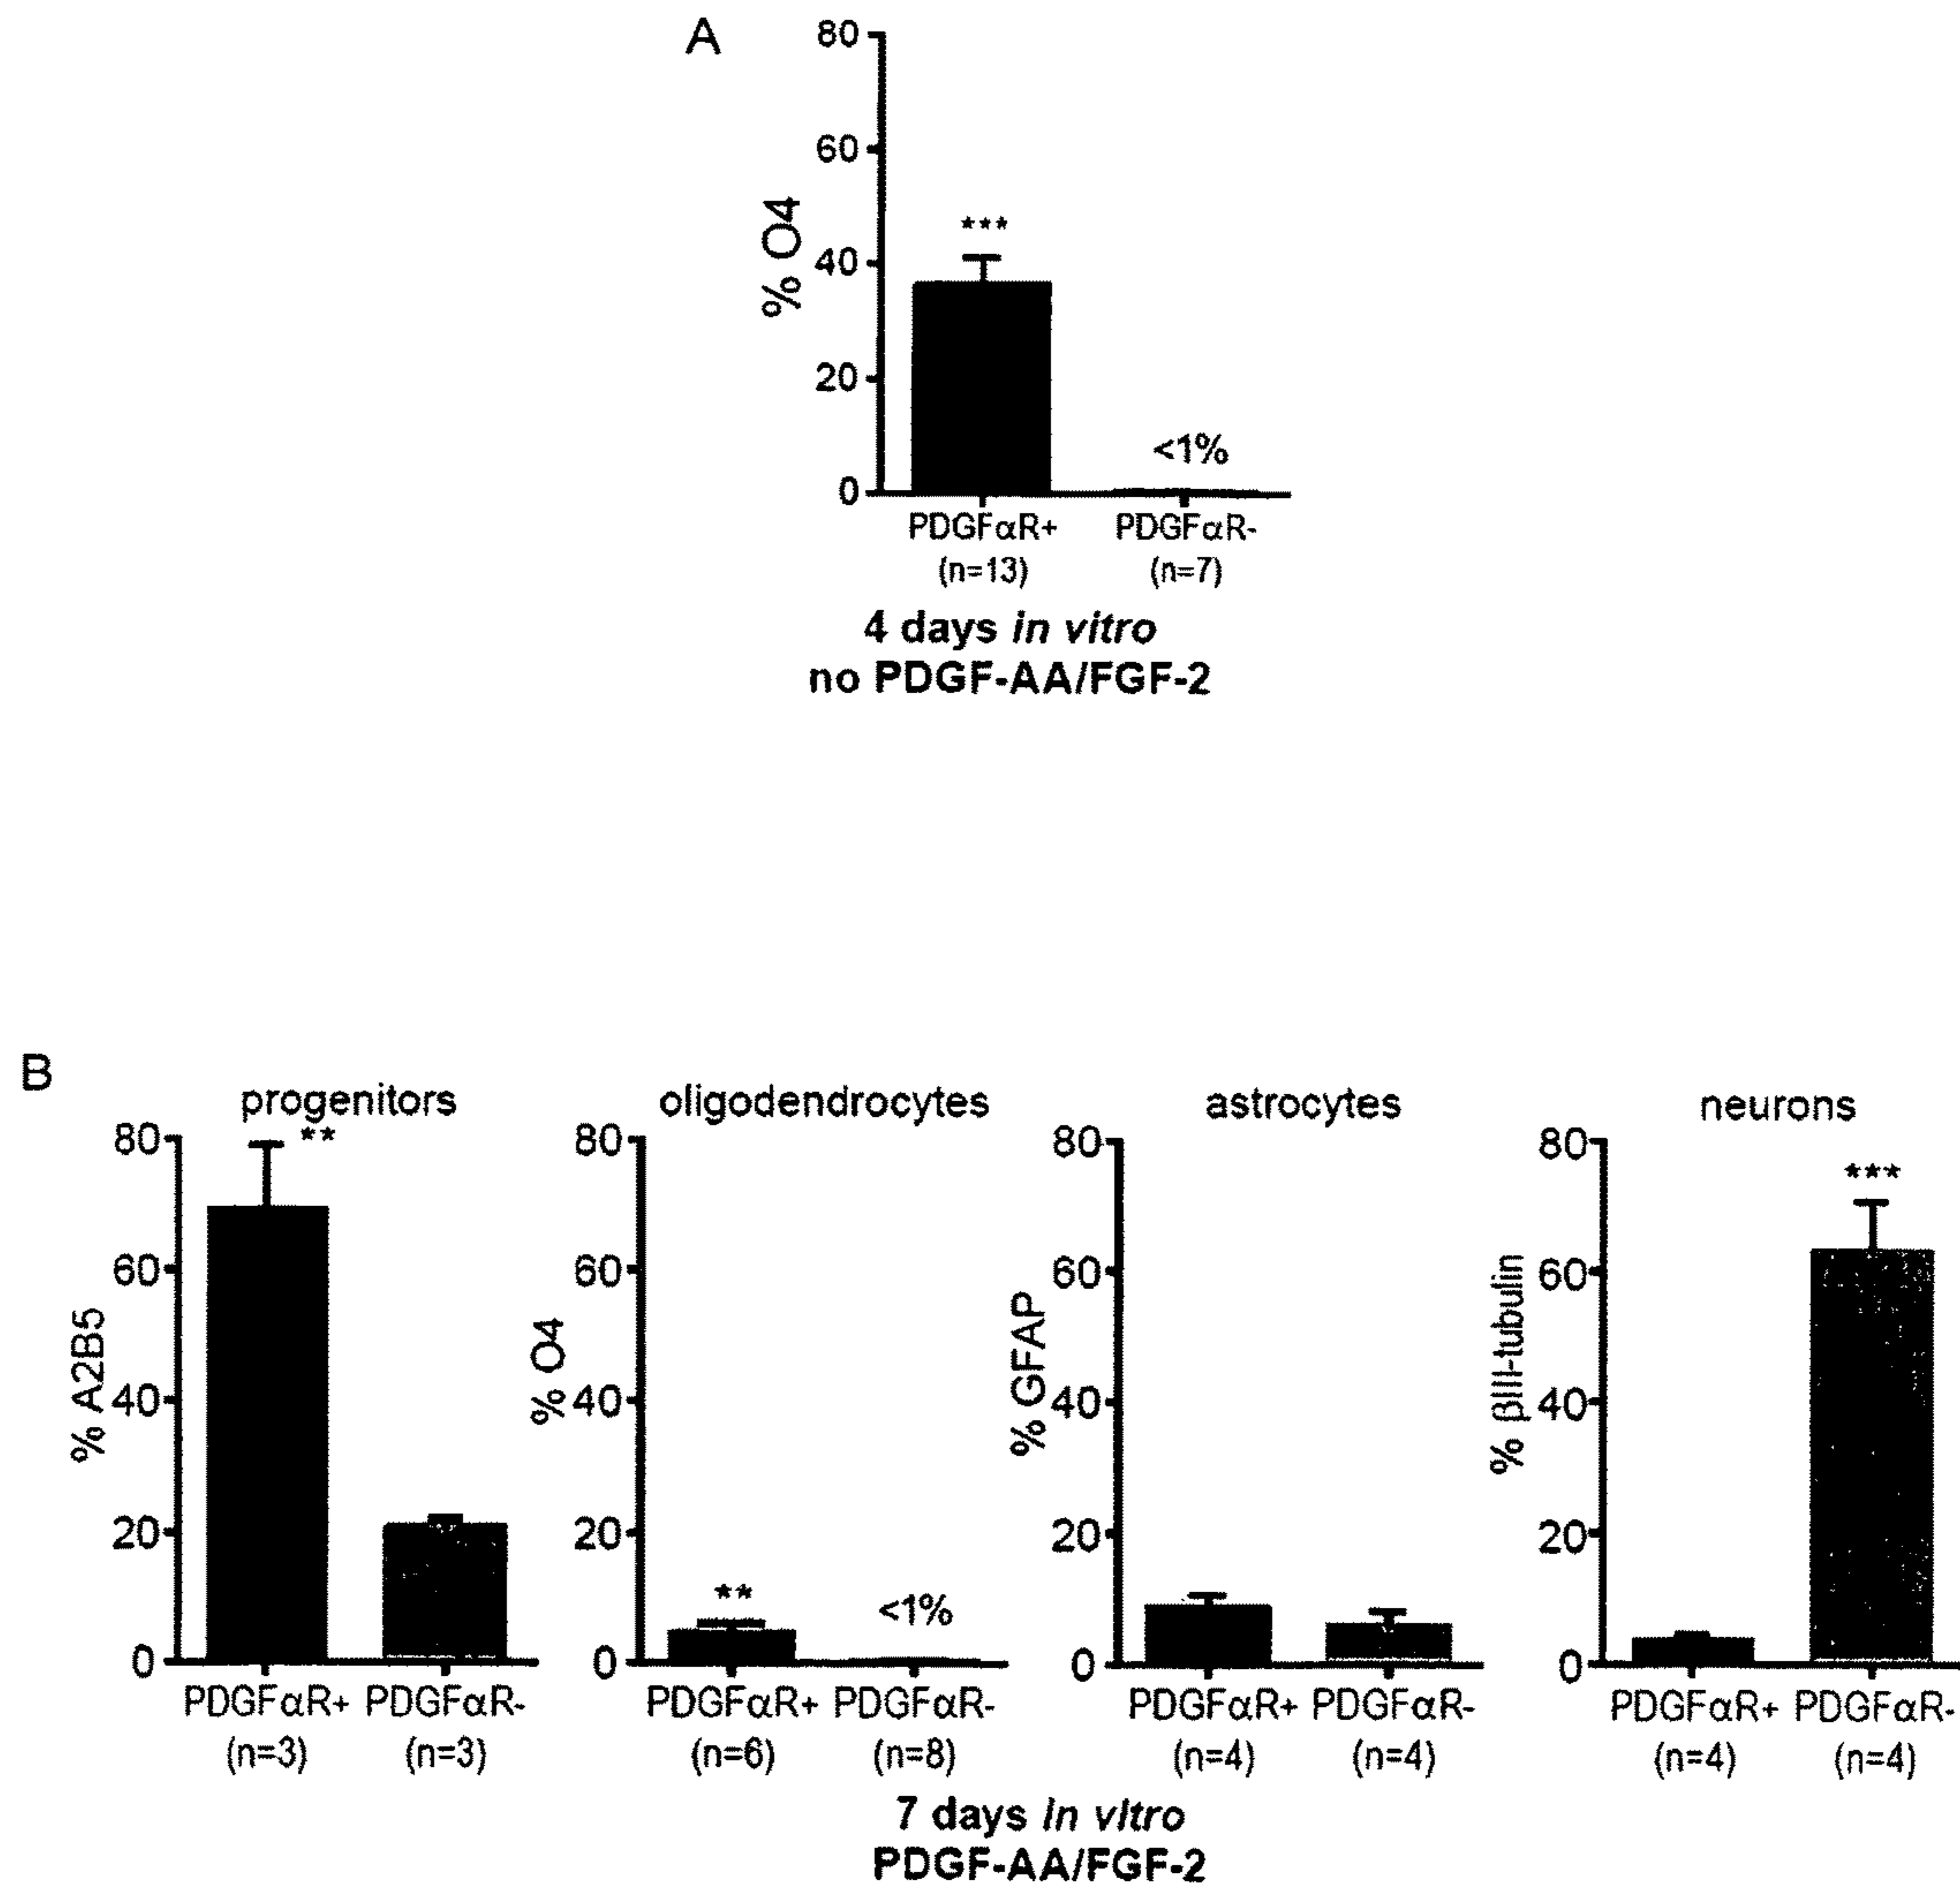 A
80
60
40
20
0
% O4
***
<1%
PDGFαR+ PDGFαR-
(n=13) (n=7)
4 days in vitro
no PDGF-AA/FGF-2
B
progenitors
80
60
40
20
0
% A2B5
**
PDGFαR+ PDGFαR-
(n=3) (n=3)
oligodendrocytes
80
60
40
20
0
% O4
**
<1%
PDGFαR+ PDGFαR-
(n=6) (n=8)
astrocytes
80
60
40
20
0
% GFAP
PDGFαR+ PDGFαR-
(n=4) (n=4)
neurons
80
60
40
20
0
% βIII-tubulin
***
PDGFαR+ PDGFαR-
(n=4) (n=4)
7 days in vitro
PDGF-AA/FGF-2